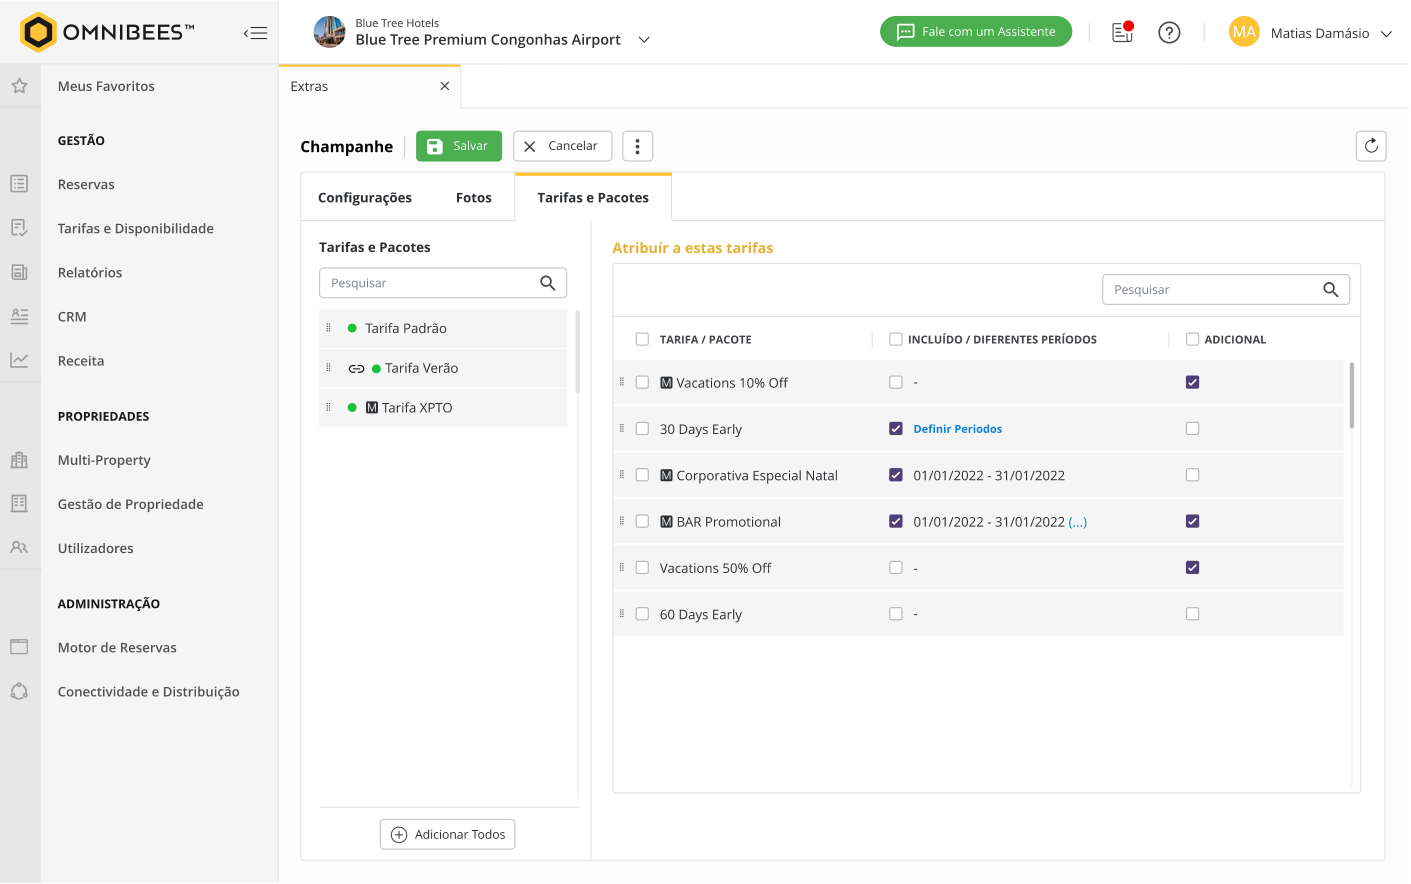 OMNIBEES™
Blue Tree Hotels
Blue Tree Premium Congonhas Airport
Fale com um Assistente
MA
Matias Damásio
Meus Favoritos
GESTÃO
Reservas
Tarifas e Disponibilidade
Relatórios
CRM
Receita
PROPRIEDADES
Multi-Property
Gestão de Propriedade
Utilizadores
ADMINISTRAÇÃO
Motor de Reservas
Conectividade e Distribuição
Extras
Champanhe
Salvar
Cancelar
Configurações
Fotos
Tarifas e Pacotes
Tarifas e Pacotes
Pesquisar
Tarifa Padrão
Tarifa Verão
M Tarifa XPTO
Adicionar Todos
Atribuír a estas tarifas
Pesquisar
TARIFA / PACOTE
INCLUÍDO / DIFERENTES PERÍODOS
ADICIONAL
M Vacations 10% Off
-
30 Days Early
Definir Periodos
M Corporativa Especial Natal
01/01/2022 - 31/01/2022
M BAR Promotional
01/01/2022 - 31/01/2022 (...)
Vacations 50% Off
-
60 Days Early
-